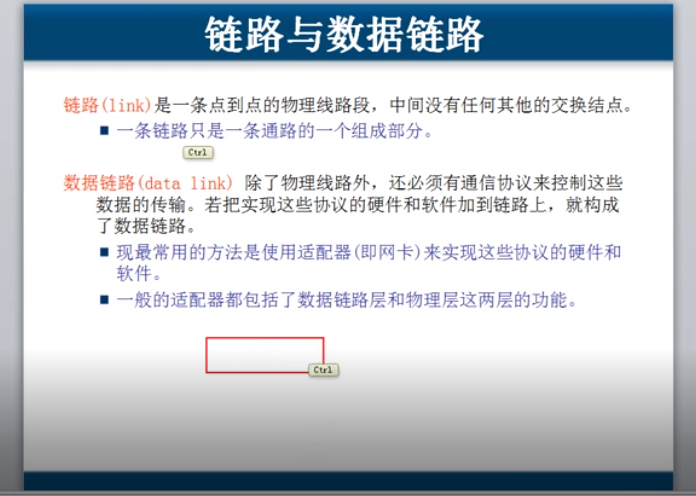 链路与数据链路
链路(link)是一条点到点的物理线路段，中间没有任何其他的交换结点。
■ 一条链路只是一条通路的一个组成部分。
Ctrl
数据链路(data link) 除了物理线路外，还必须有通信协议来控制这些
数据的传输。若把实现这些协议的硬件和软件加到链路上，就构成
了数据链路。
■ 现最常用的方法是使用适配器(即网卡)来实现这些协议的硬件和
软件。
■ 一般的适配器都包括了数据链路层和物理层这两层的功能。
Ctrl